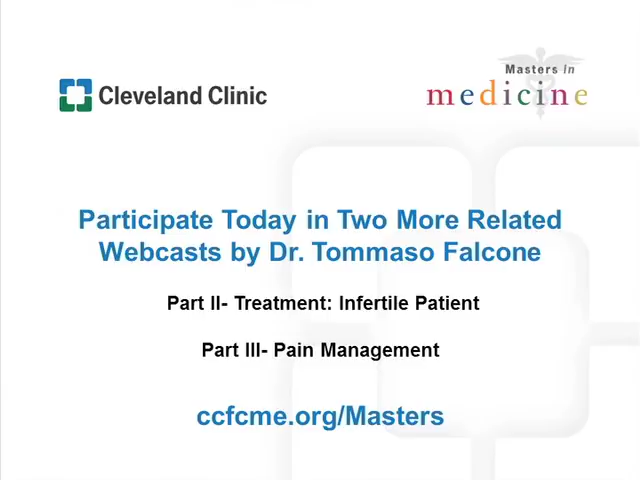 Cleveland Clinic
Masters In
medicine
Participate Today in Two More Related
Webcasts by Dr. Tommaso Falcone
Part II- Treatment: Infertile Patient
Part III- Pain Management
ccfcme.org/Masters